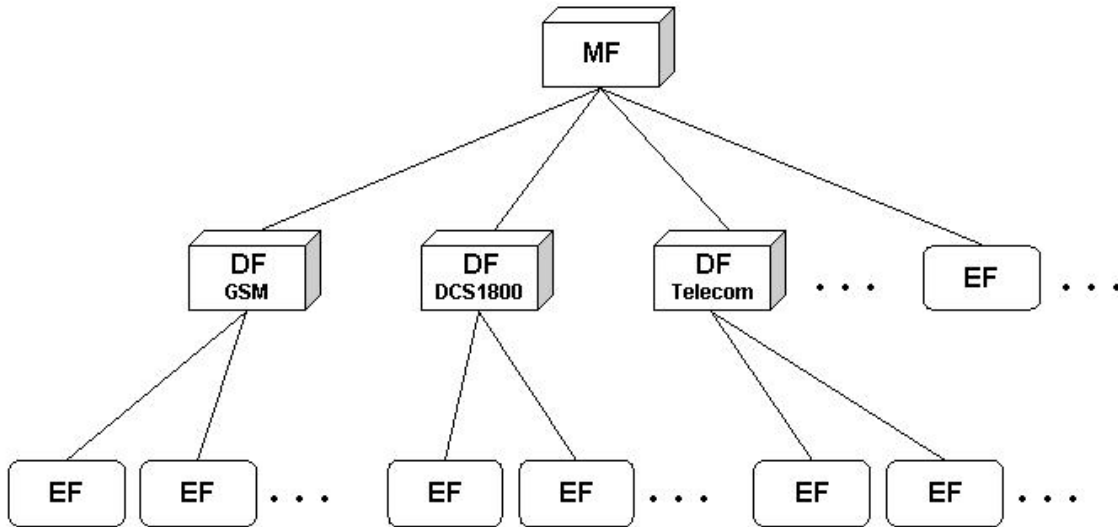 MF
DF
GSM
DF
DCS1800
DF
Telecom
. . .
EF
. . .
EF
EF
. . .
EF
EF
. . .
EF
EF
. . .